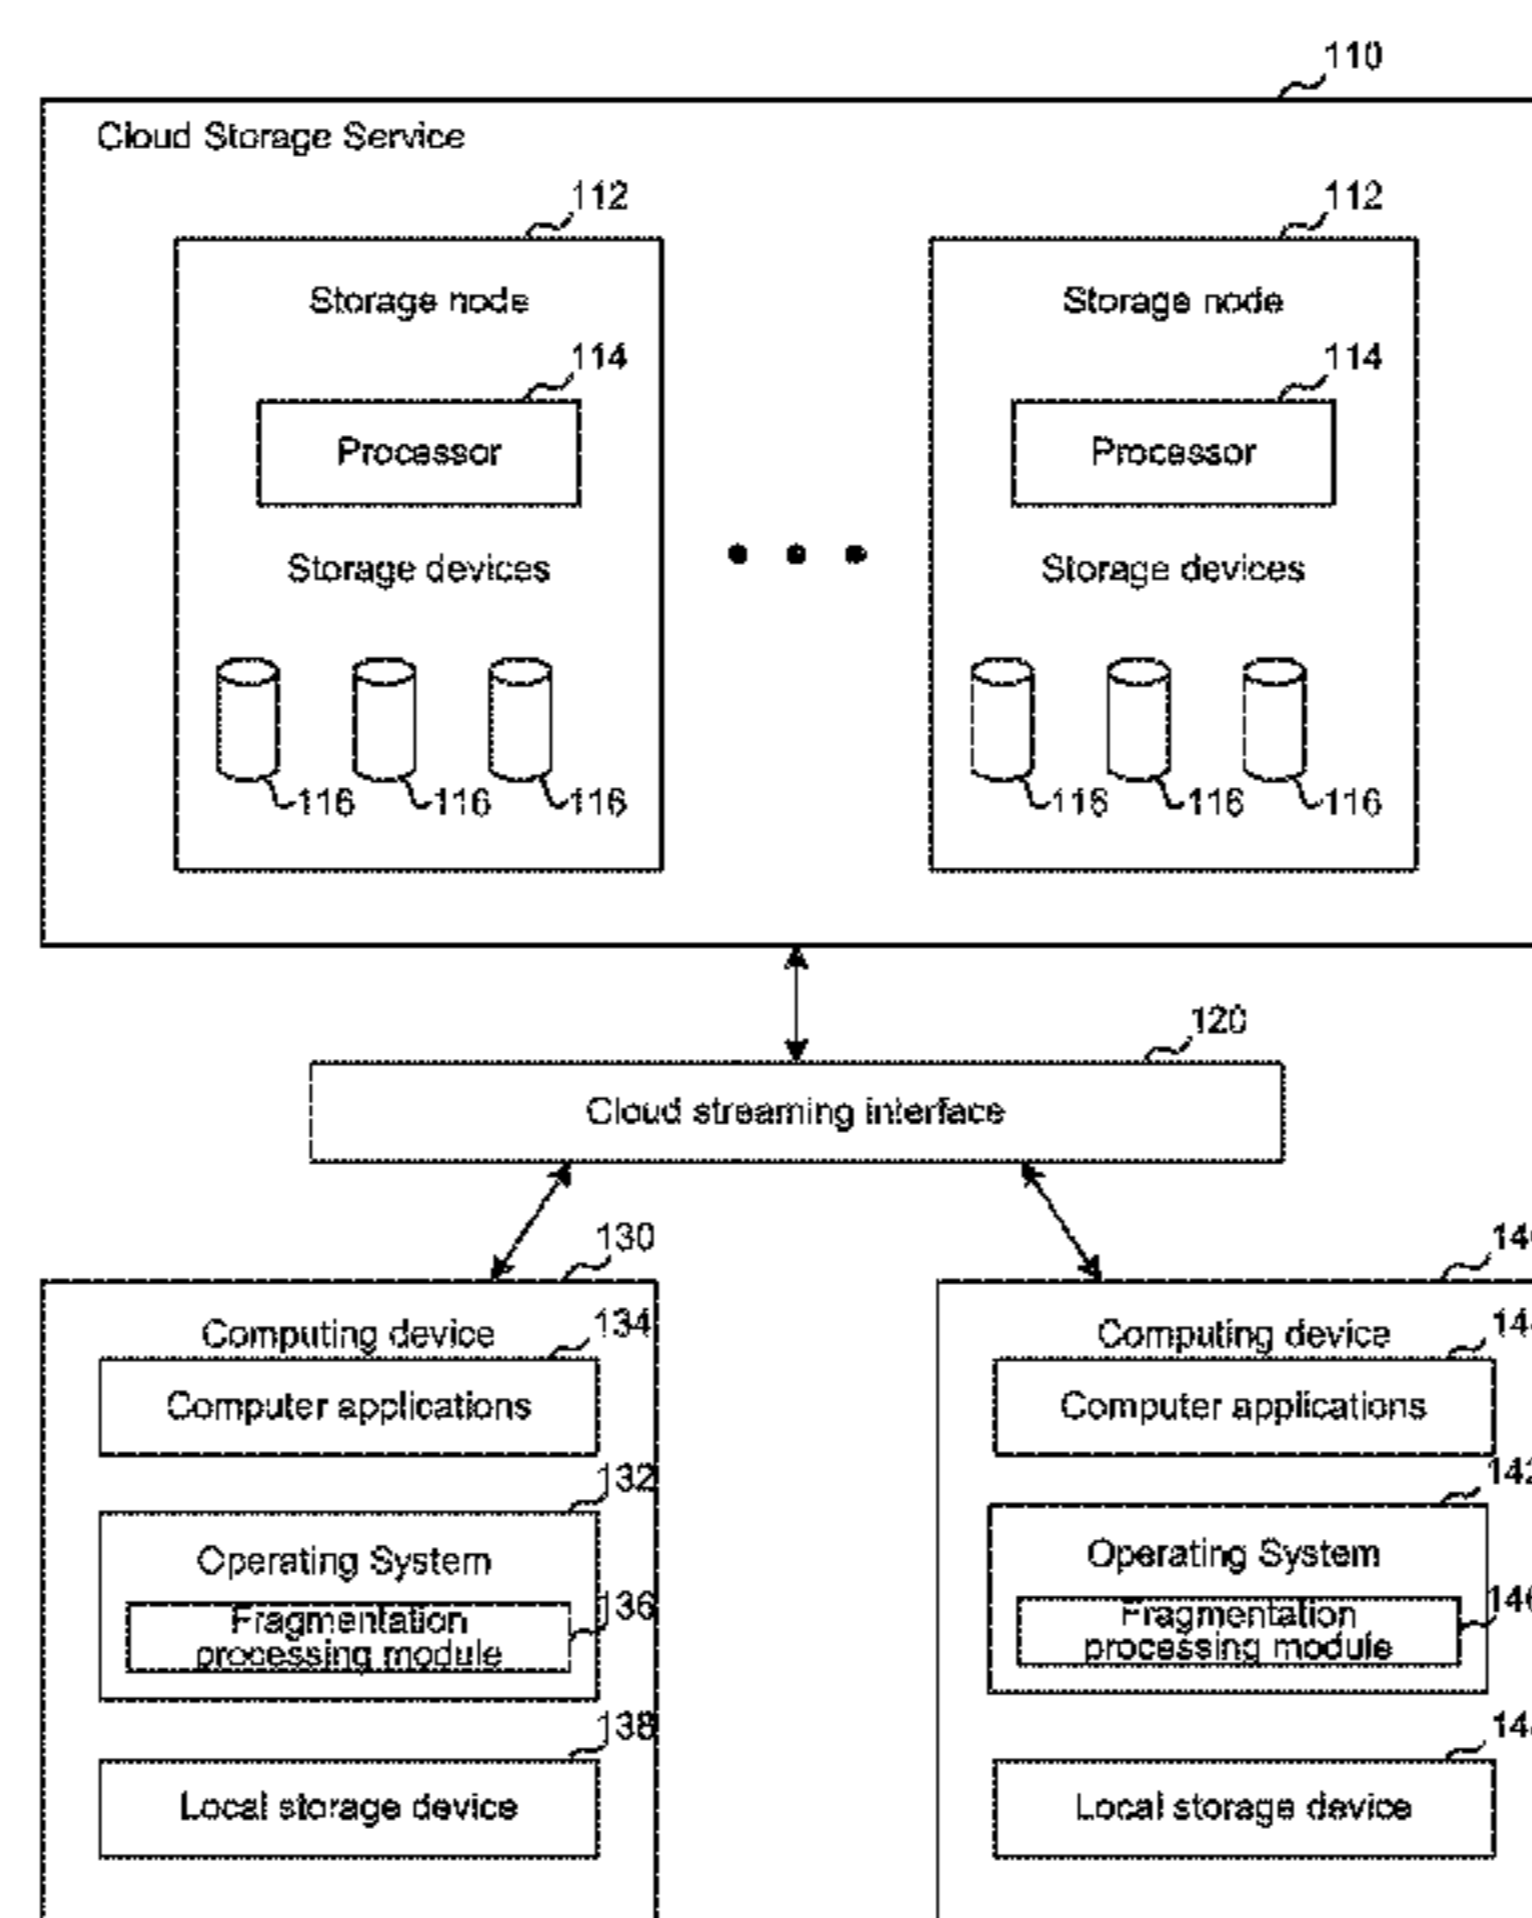 110
Cloud Storage Service
112
112
Storage node
Storage node
114
114
Processor
Processor
Storage devices
Storage devices
116
116
116
116
116
116
120
Cloud streaming interface
130
Computing device
134
Computing device
Computer applications
Computer applications
132
142
Operating System
Operating System
136
Fragmentation
processing module
Fragmentation
processing module
138
Local storage device
Local storage device